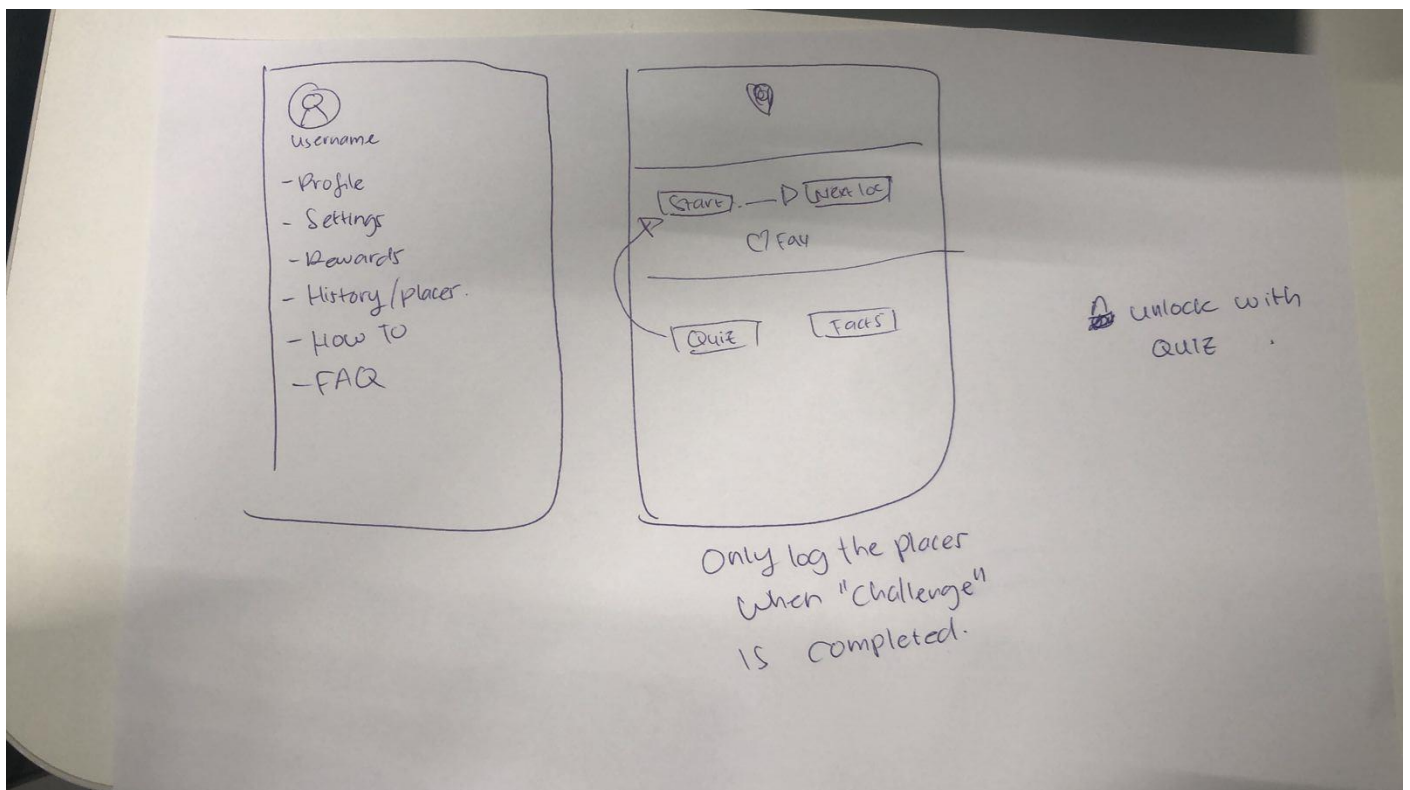 Username
- Profile
- Settings
- Rewards
- History/places.
- How TO
- FAQ
Start
Next loc
Fav
Quiz
Facts
unlock with
QUIZ
Only log the places
when "challenge"
is completed.